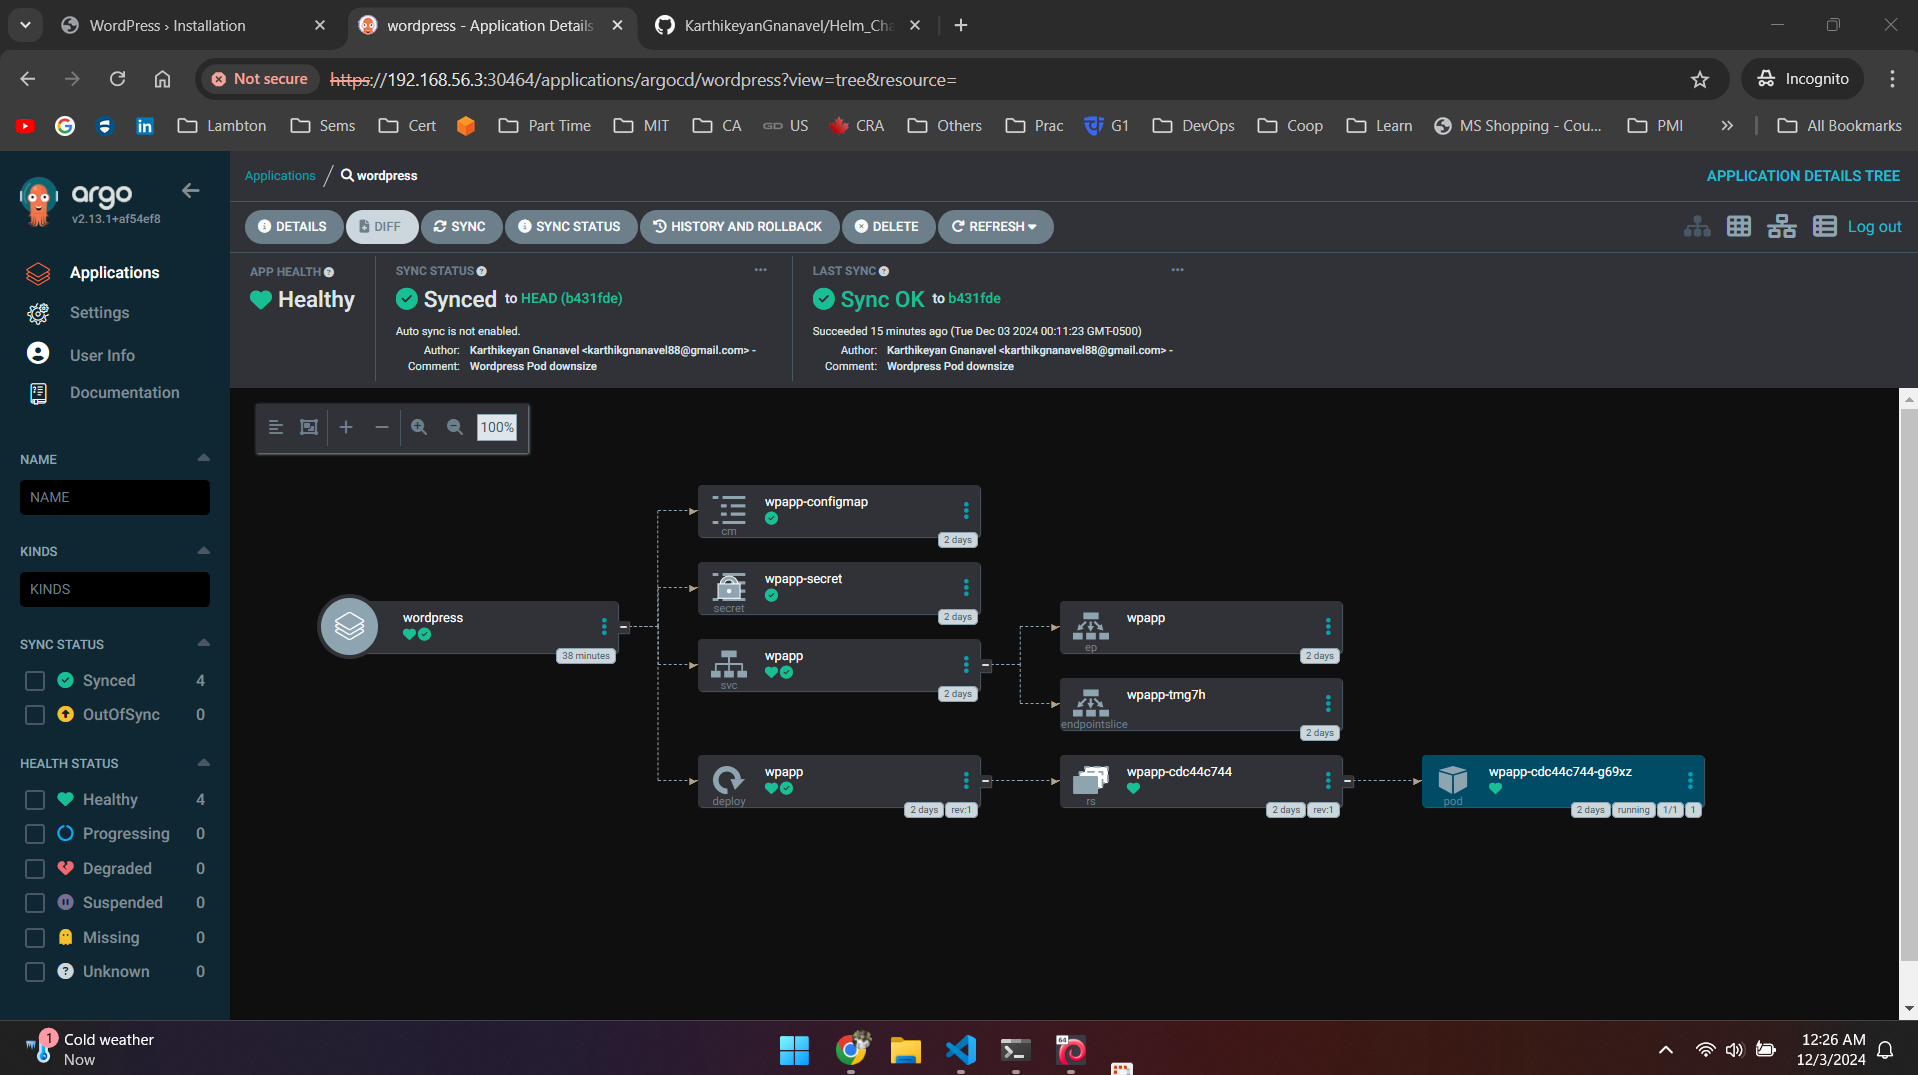 WordPress › Installation
wordpress - Application Details
KarthikeyanGnanavel/Helm_Cha
Not secure
https://192.168.56.3:30464/applications/argocd/wordpress?view=tree&resource=
Incognito
Lambton
Sems
Cert
Part Time
MIT
CA
GD US
CRA
Others
Prac
G1
DevOps
Coop
Learn
MS Shopping - Cou...
PMI
All Bookmarks
argo
v2.13.1+af54ef8
Applications
Settings
User Info
Documentation
NAME
NAME
KINDS
KINDS
SYNC STATUS
Synced 4
OutOfSync 0
HEALTH STATUS
Healthy 4
Progressing 0
Degraded 0
Suspended 0
Missing 0
Unknown 0
Applications / wordpress
APPLICATION DETAILS TREE
DETAILS
DIFF
SYNC
SYNC STATUS
HISTORY AND ROLLBACK
DELETE
REFRESH
Log out
APP HEALTH
Healthy
SYNC STATUS
Synced to HEAD (b431fde)
Auto sync is not enabled.
Author: Karthikeyan Gnanavel <karthikgnanavel88@gmail.com> -
Comment: Wordpress Pod downsize
LAST SYNC
Sync OK to b431fde
Succeeded 15 minutes ago (Tue Dec 03 2024 00:11:23 GMT-0500)
Author: Karthikeyan Gnanavel <karthikgnanavel88@gmail.com> -
Comment: Wordpress Pod downsize
100%
wordpress
38 minutes
wpapp-configmap
cm
2 days
wpapp-secret
secret
2 days
wpapp
svc
2 days
wpapp
ep
2 days
wpapp-tmg7h
endpointslice
2 days
wpapp
deploy
2 days rev:1
wpapp-cdc44c744
rs
2 days rev:1
wpapp-cdc44c744-g69xz
pod
2 days running 1/1 1
1
Cold weather
Now
64
12:26 AM
12/3/2024